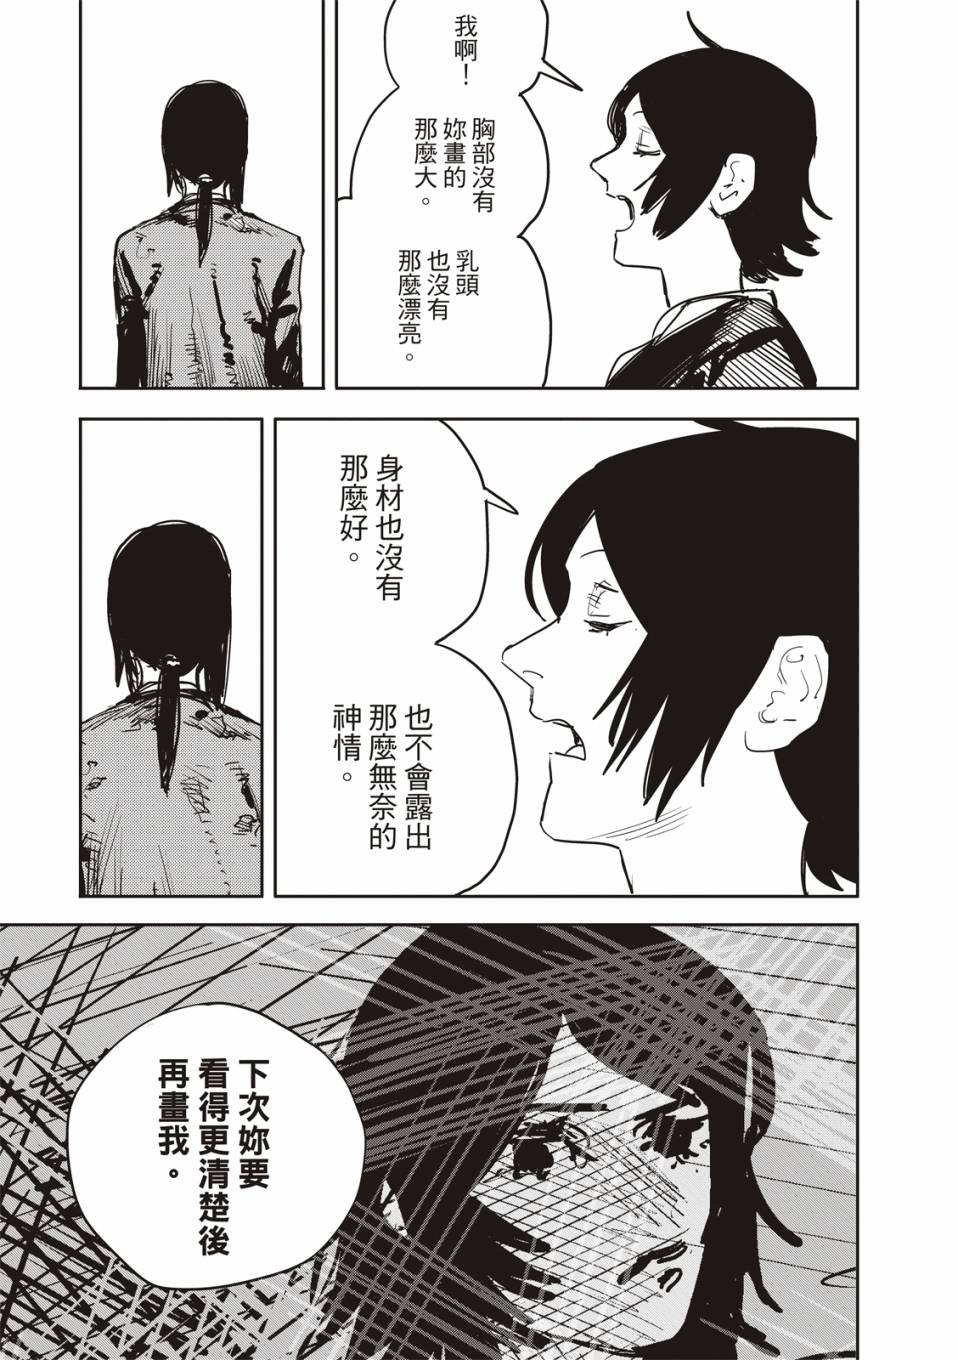 我啊！
胸部沒有
妳畫的
那麼大。
乳頭
也沒有
那麼漂亮。
身材也沒有
那麼好。
也不會露出
那麼無奈的
神情。
下次妳要
看得更清楚後
再畫我。